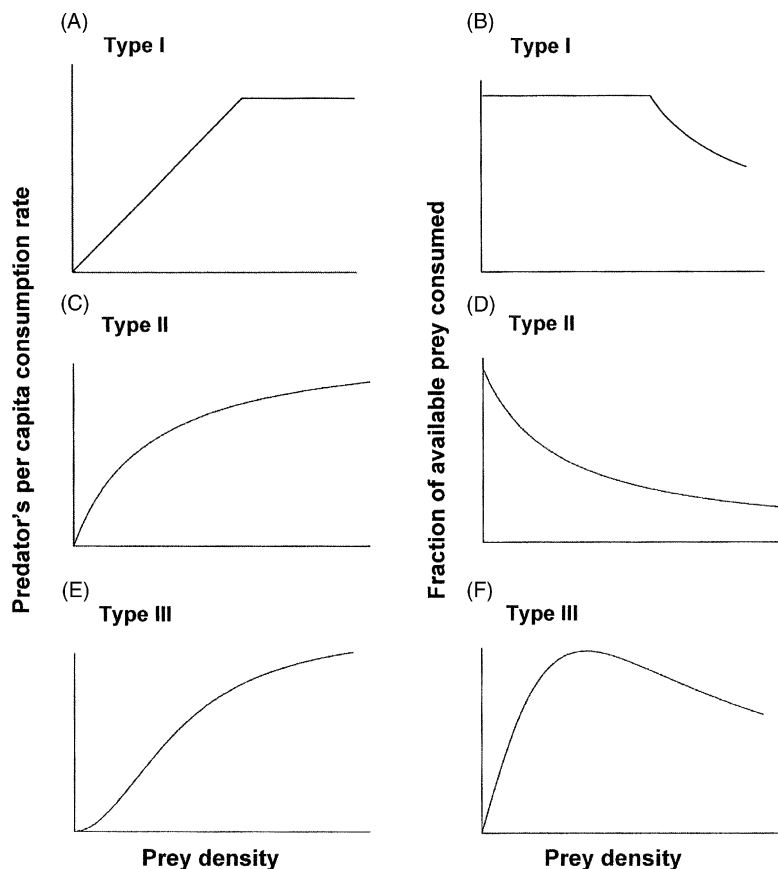 (A)
Type I
(B)
Type I
Predator's per capita consumption rate
Fraction of available prey consumed
(C)
Type II
(D)
Type II
(E)
Type III
(F)
Type III
Prey density
Prey density